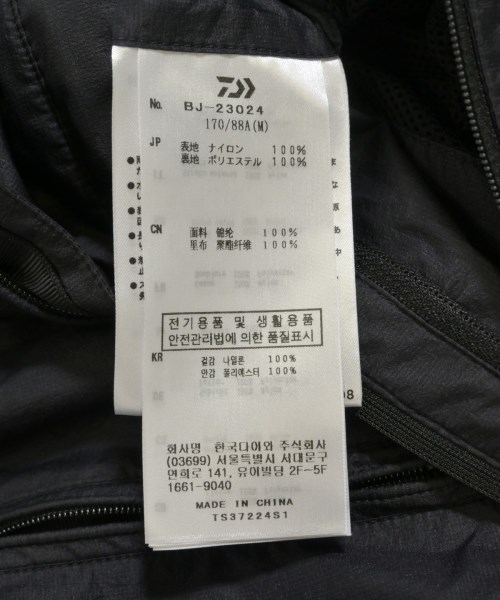 No. BJ-23024
170/88A(M)
JP 表地 ナイロン 100%
裏地 ポリエステル 100%
CN 面料 锦纶 100%
里布 聚酯纤维 100%
전기용품 및 생활용품
안전관리법에 의한 품질표시
KR 겉감 나일론 100%
안감 폴리에스터 100%
08
회사명 한국다이와 주식회사
(03699) 서울특별시 서대문구
연희로 141, 유이빌딩 2F-5F
1661-9040
MADE IN CHINA
TS37224S1